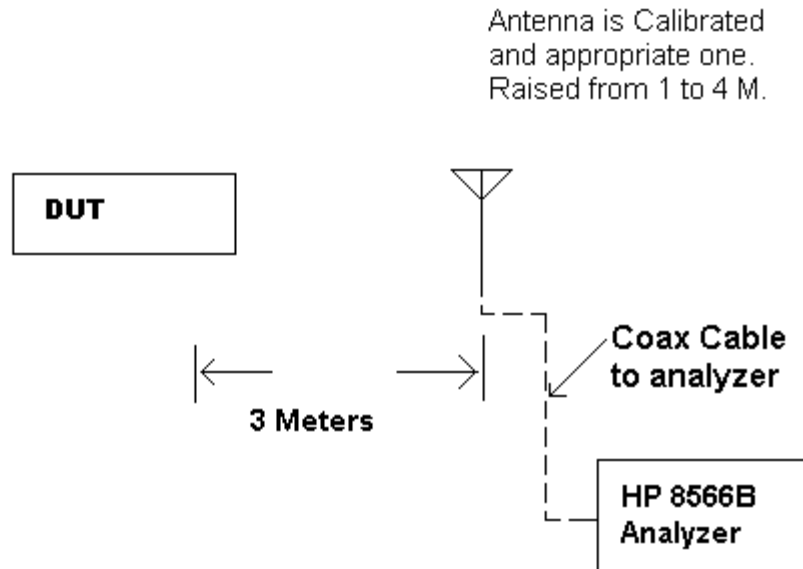 Antenna is Calibrated
and appropriate one.
Raised from 1 to 4 M.
DUT
Coax Cable
to analyzer
3 Meters
HP 8566B
Analyzer